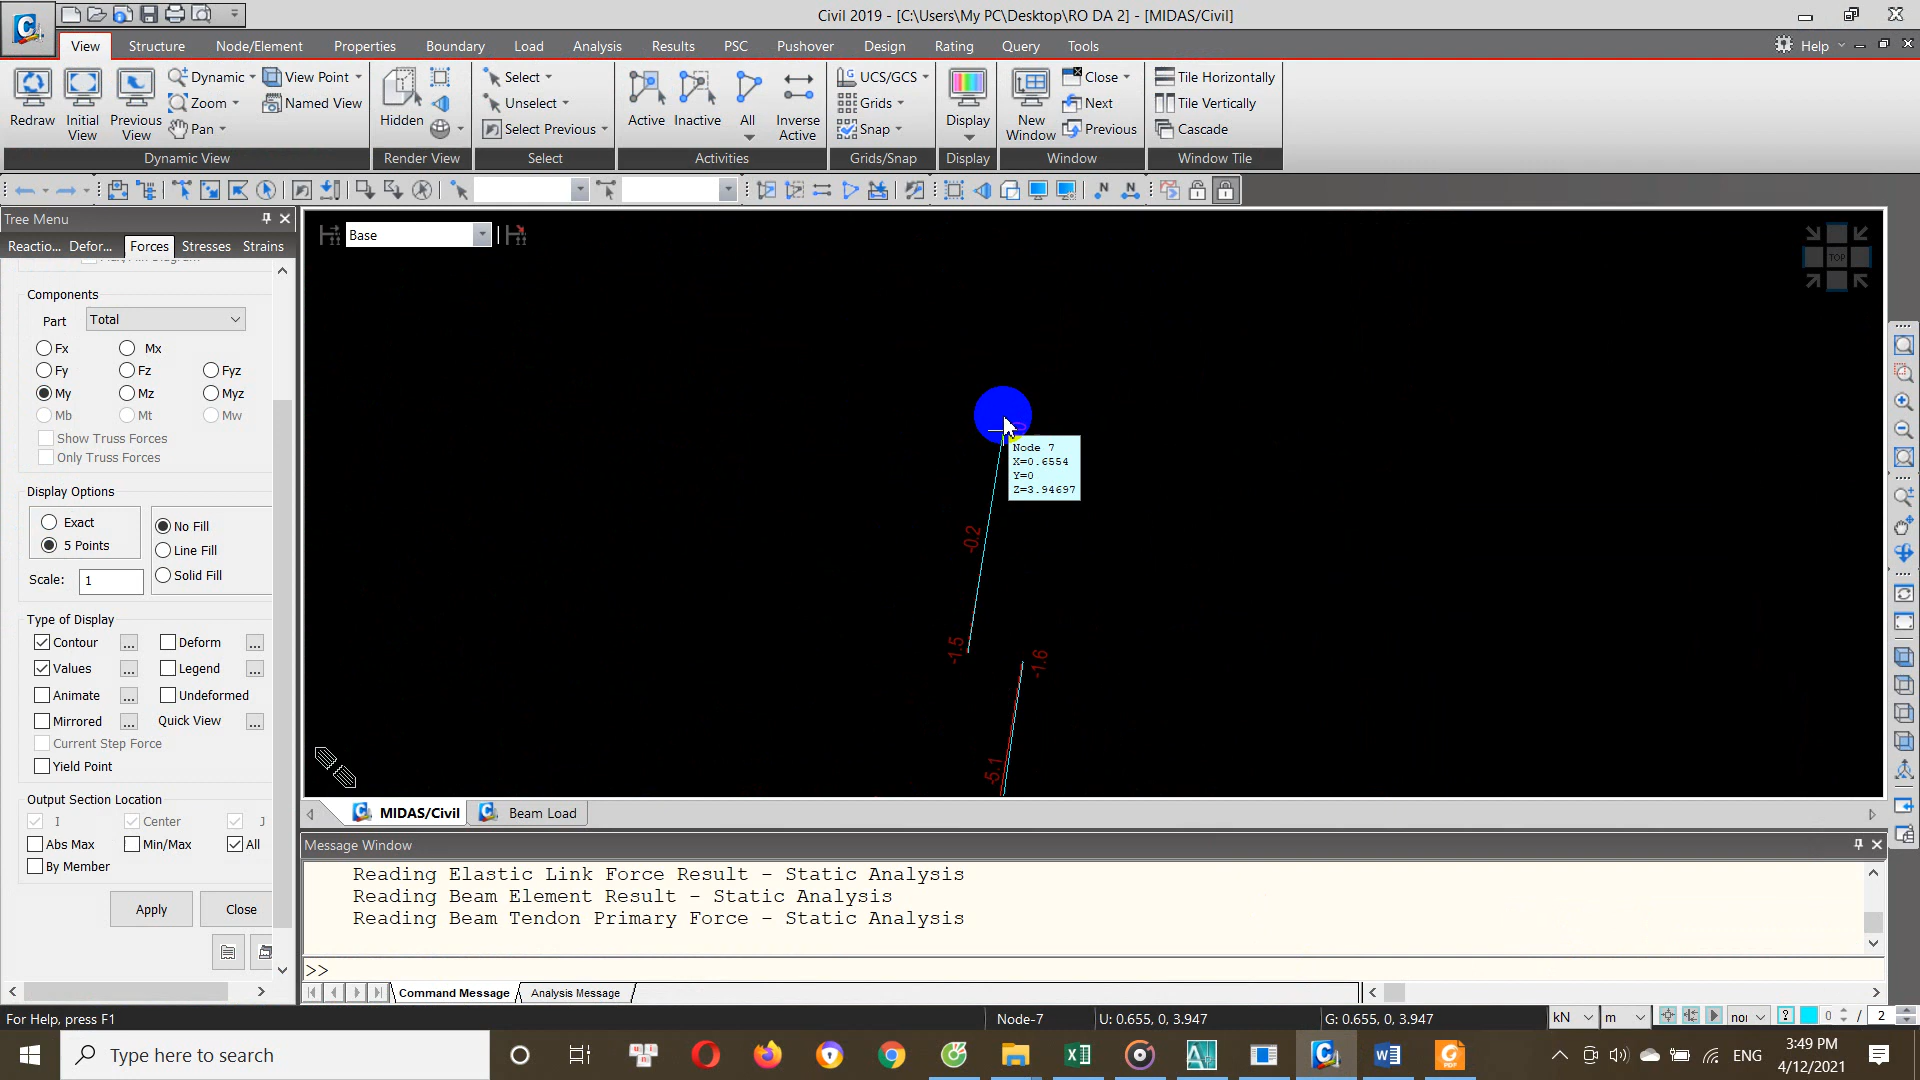 Civil 2019 - [C:\Users\My PC\Desktop\RO DA 2] - [MIDAS/Civil]
View Structure Node/Element Properties Boundary Load Analysis Results PSC Pushover Design Rating Query Tools Help
Redraw Initial View Previous View Dynamic Zoom Pan View Point Named View
Hidden Select Unselect Select Previous
Active Inactive All Inverse Active
UCS/GCS Grids Snap Display
New Window Close Next Previous
Tile Horizontally Tile Vertically Cascade
Dynamic View Render View Select Activities Grids/Snap Display Window Window Tile
Tree Menu
Reactio... Defor... Forces Stresses Strains
Base
TOP
Components
Part Total
Fx Mx
Fy Fz Fyz
My Mz Myz
Mb Mt Mw
Show Truss Forces
Only Truss Forces
Display Options
Exact No Fill
5 Points Line Fill
Scale: 1 Solid Fill
Type of Display
Contour ... Deform ...
Values ... Legend ...
Animate ... Undeformed
Mirrored ... Quick View ...
Current Step Force
Yield Point
Output Section Location
I Center J
Abs Max Min/Max All
By Member
Apply Close
Node 7
X=0.6554
Y=0
Z=3.94697
-0.2
-1.5
-1.6
-5.1
MIDAS/Civil Beam Load
Message Window
Reading Elastic Link Force Result - Static Analysis
Reading Beam Element Result - Static Analysis
Reading Beam Tendon Primary Force - Static Analysis
>>
Command Message Analysis Message
For Help, press F1 Node-7 U: 0.655, 0, 3.947 G: 0.655, 0, 3.947 kN m nor ? 0 / 2
Type here to search
ENG 3:49 PM
4/12/2021